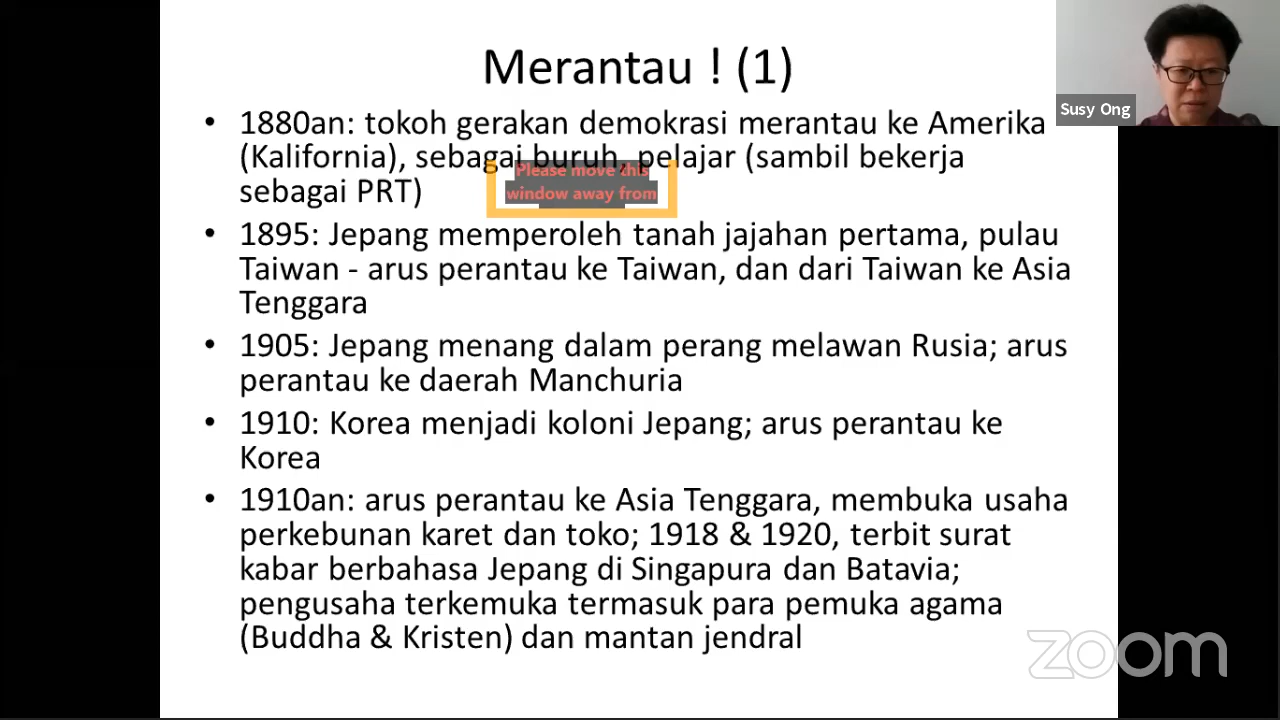 Merantau ! (1)
• 1880an: tokoh gerakan demokrasi merantau ke Amerika
(Kalifornia), sebagai buruh, pelajar (sambil bekerja
sebagai PRT)
Please move this
window away from
• 1895: Jepang memperoleh tanah jajahan pertama, pulau
Taiwan - arus perantau ke Taiwan, dan dari Taiwan ke Asia
Tenggara
• 1905: Jepang menang dalam perang melawan Rusia; arus
perantau ke daerah Manchuria
• 1910: Korea menjadi koloni Jepang; arus perantau ke
Korea
• 1910an: arus perantau ke Asia Tenggara, membuka usaha
perkebunan karet dan toko; 1918 & 1920, terbit surat
kabar berbahasa Jepang di Singapura dan Batavia;
pengusaha terkemuka termasuk para pemuka agama
(Buddha & Kristen) dan mantan jendral
Susy Ong
zoom